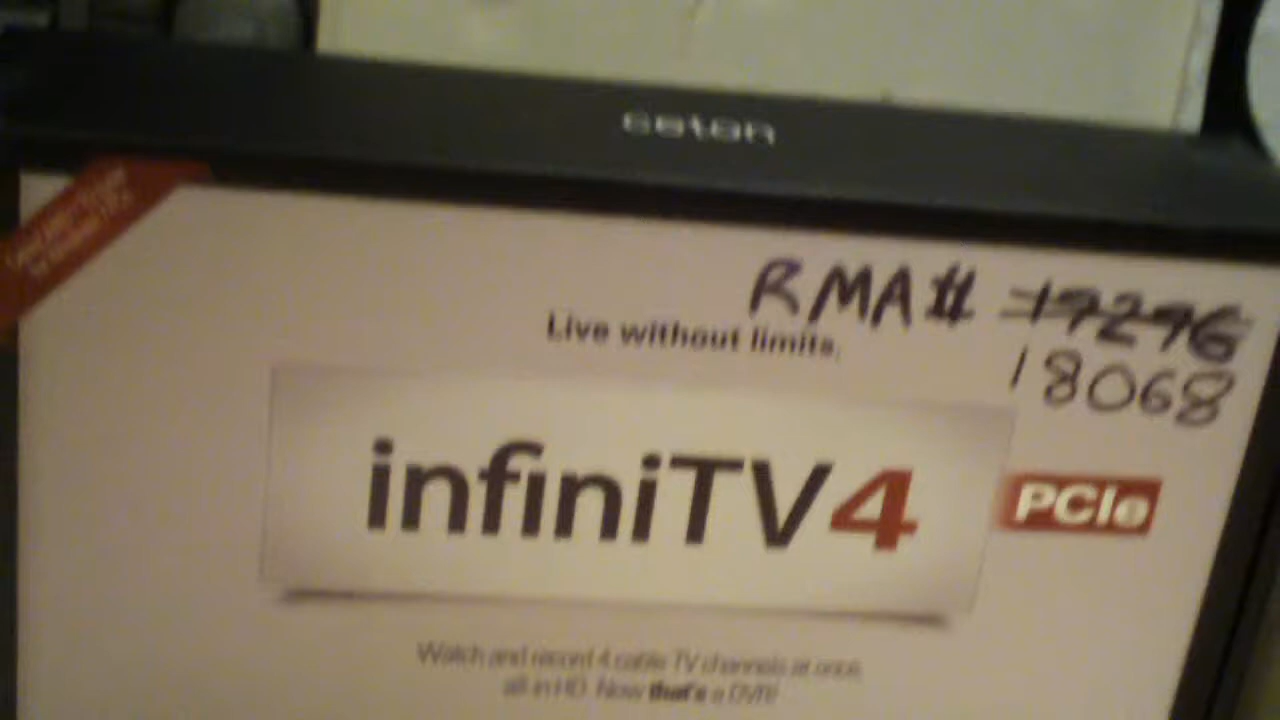 ceton
RMA# 17276
18068
Live without limits.
infiniTV4
PCIe
Watch and record 4 cable TV channels at once,
all in HD. Now that's a DVR!